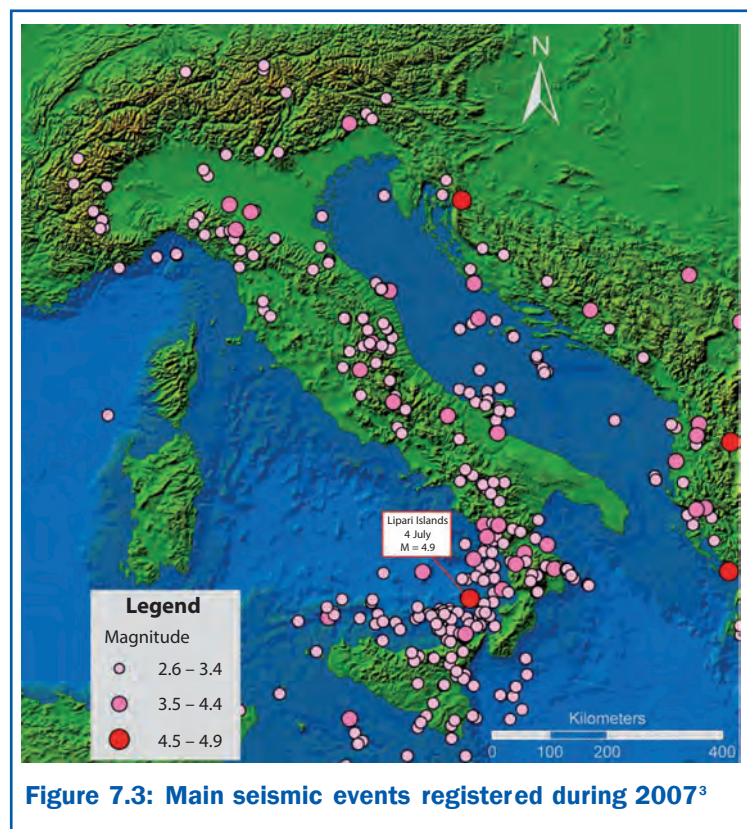 N
Lipari Islands
4 July
M = 4.9
Legend
Magnitude
2.6 – 3.4
3.5 – 4.4
4.5 – 4.9
Kilometers
0 100 200 400
Figure 7.3: Main seismic events registered during 2007³